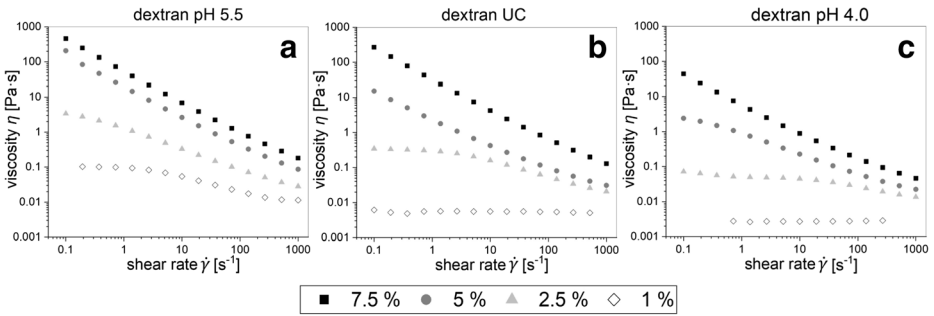 dextran pH 5.5
dextran UC
dextran pH 4.0
a
b
c
viscosity η [Pa·s]
1000
100
10
1
0.1
0.01
0.001
0.1 1 10 100 1000
shear rate γ̇ [s⁻¹]
viscosity η [Pa·s]
1000
100
10
1
0.1
0.01
0.001
0.1 1 10 100 1000
shear rate γ̇ [s⁻¹]
viscosity η [Pa·s]
1000
100
10
1
0.1
0.01
0.001
0.1 1 10 100 1000
shear rate γ̇ [s⁻¹]
7.5 % 5 % 2.5 % 1 %